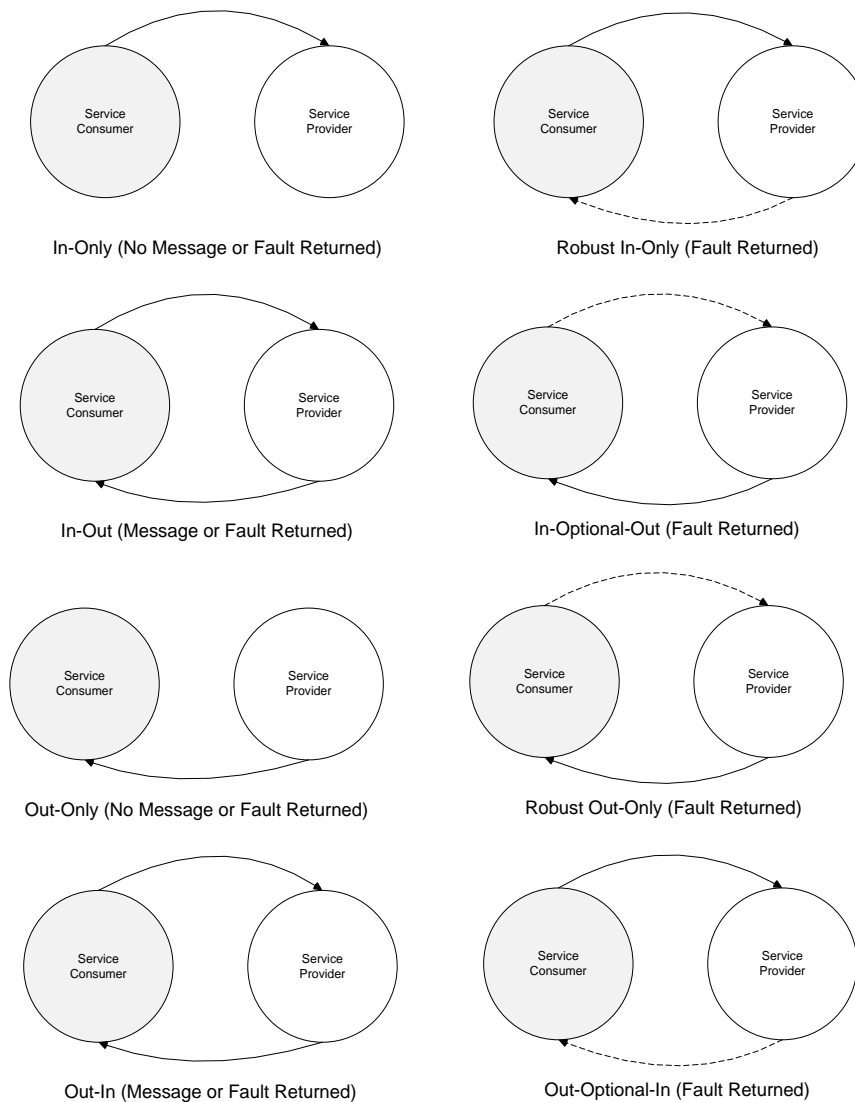 Service
Consumer
Service
Provider
In-Only (No Message or Fault Returned)
Service
Consumer
Service
Provider
Robust In-Only (Fault Returned)
Service
Consumer
Service
Provider
In-Out (Message or Fault Returned)
Service
Consumer
Service
Provider
In-Optional-Out (Fault Returned)
Service
Consumer
Service
Provider
Out-Only (No Message or Fault Returned)
Service
Consumer
Service
Provider
Robust Out-Only (Fault Returned)
Service
Consumer
Service
Provider
Out-In (Message or Fault Returned)
Service
Consumer
Service
Provider
Out-Optional-In (Fault Returned)